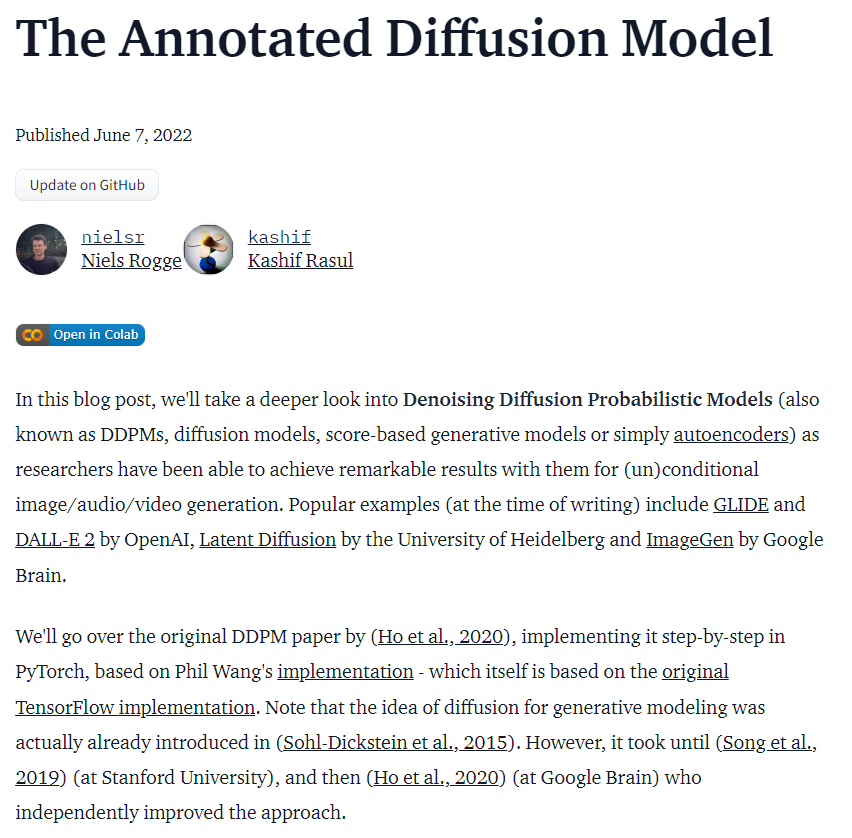 The Annotated Diffusion Model
Published June 7, 2022
Update on GitHub
nielsr
Niels Rogge
kashif
Kashif Rasul
Open in Colab
In this blog post, we'll take a deeper look into Denoising Diffusion Probabilistic Models (also
known as DDPMs, diffusion models, score-based generative models or simply autoencoders) as
researchers have been able to achieve remarkable results with them for (un)conditional
image/audio/video generation. Popular examples (at the time of writing) include GLIDE and
DALL-E 2 by OpenAI, Latent Diffusion by the University of Heidelberg and ImageGen by Google
Brain.
We'll go over the original DDPM paper by (Ho et al., 2020), implementing it step-by-step in
PyTorch, based on Phil Wang's implementation - which itself is based on the original
TensorFlow implementation. Note that the idea of diffusion for generative modeling was
actually already introduced in (Sohl-Dickstein et al., 2015). However, it took until (Song et al.,
2019) (at Stanford University), and then (Ho et al., 2020) (at Google Brain) who
independently improved the approach.